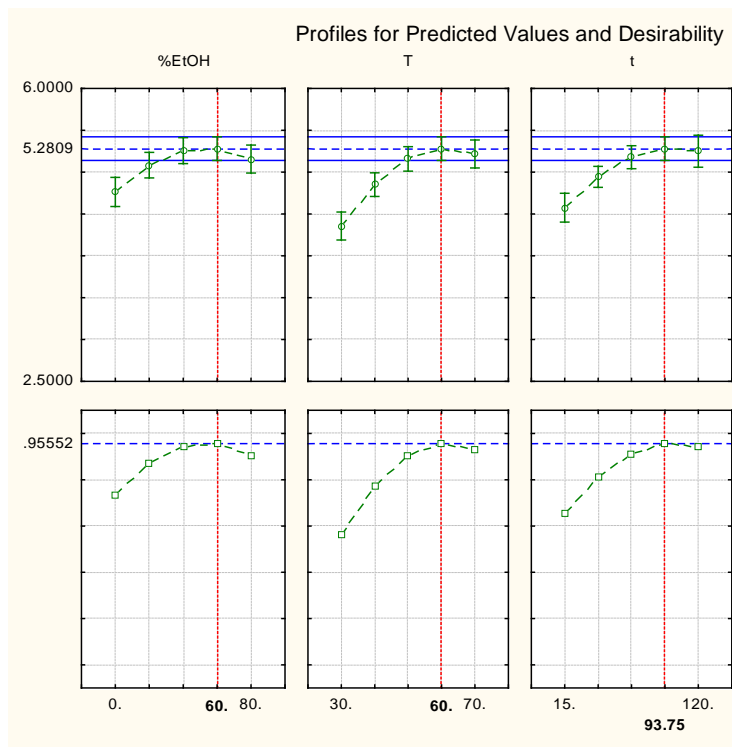 Profiles for Predicted Values and Desirability
%EtOH T t
6.0000
5.2809
2.5000
.95552
0. 60. 80. 30. 60. 70. 15. 120.
93.75